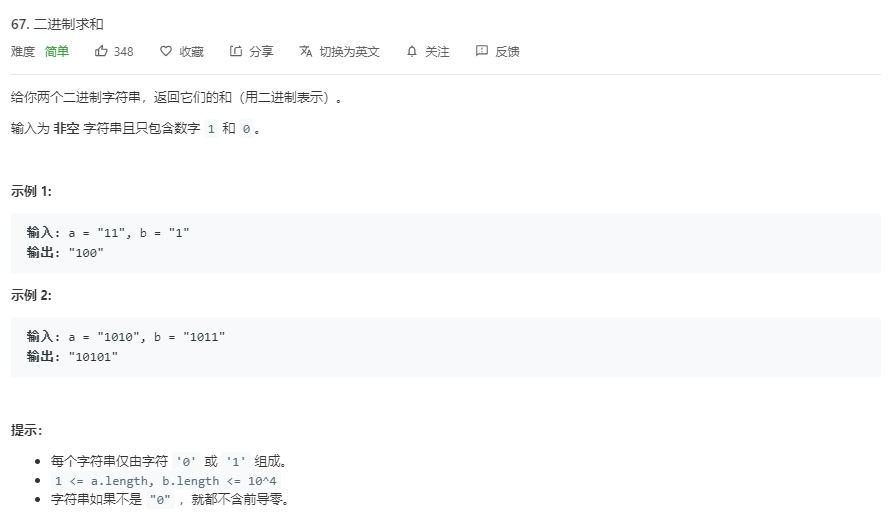 67. 二进制求和
难度 简单 348 收藏 分享 切换为英文 关注 反馈
给你两个二进制字符串，返回它们的和（用二进制表示）。
输入为 非空 字符串且只包含数字 1 和 0。
示例 1:
输入: a = "11", b = "1"
输出: "100"
示例 2:
输入: a = "1010", b = "1011"
输出: "10101"
提示：
每个字符串仅由字符 '0' 或 '1' 组成。
1 <= a.length, b.length <= 10^4
字符串如果不是 "0" ，就都不含前导零。